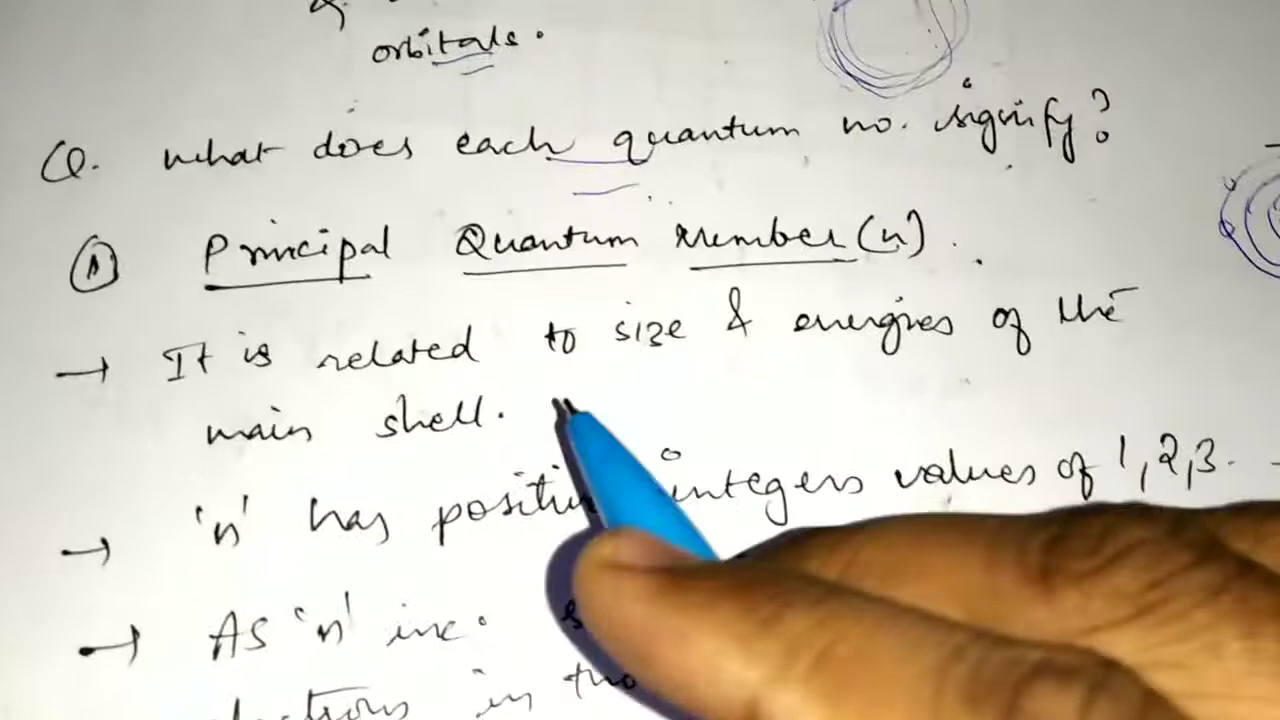 orbitals.
Q. what does each quantum no. signify?
① Principal Quantum Number (n).
→ It is related to size & energies of the
main shell.
→ 'n' has positive integers values of 1,2,3.
→ As 'n' inc.
in